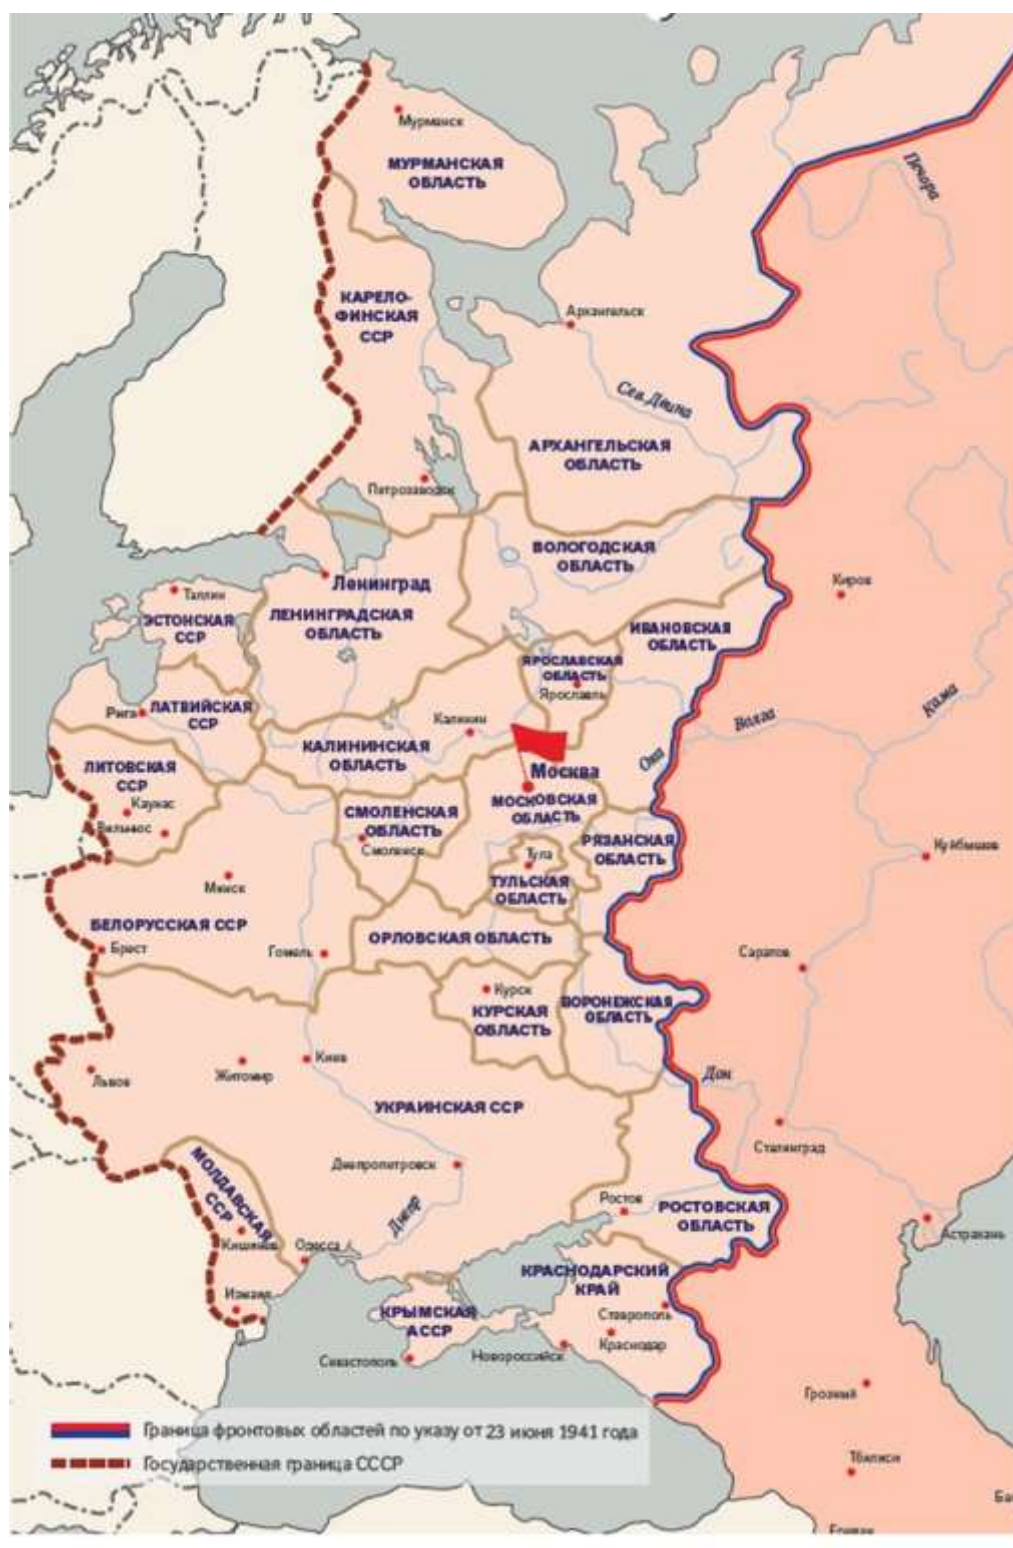 Мурманск
МУРМАНСКАЯ
ОБЛАСТЬ
Печора
КАРЕЛО-
ФИНСКАЯ
ССР
Архангельск
Сев. Двина
АРХАНГЕЛЬСКАЯ
ОБЛАСТЬ
Петрозаводск
ВОЛОГОДСКАЯ
ОБЛАСТЬ
Киров
Ленинград
ЛЕНИНГРАДСКАЯ
ОБЛАСТЬ
Таллин
ЭСТОНСКАЯ
ССР
ИВАНОВСКАЯ
ОБЛАСТЬ
ЯРОСЛАВСКАЯ
ОБЛАСТЬ
Ярославль
Рига
ЛАТВИЙСКАЯ
ССР
Калинин
КАЛИНИНСКАЯ
ОБЛАСТЬ
Ока
Волга
Кама
ЛИТОВСКАЯ
ССР
Каунас
Вильнюс
Москва
МОСКОВСКАЯ
ОБЛАСТЬ
СМОЛЕНСКАЯ
ОБЛАСТЬ
Смоленск
РЯЗАНСКАЯ
ОБЛАСТЬ
Тула
ТУЛЬСКАЯ
ОБЛАСТЬ
Куйбышев
Минск
БЕЛОРУССКАЯ ССР
Брест
Гомель
ОРЛОВСКАЯ ОБЛАСТЬ
Саратов
Курск
КУРСКАЯ
ОБЛАСТЬ
ВОРОНЕЖСКАЯ
ОБЛАСТЬ
Львов
Житомир
Киев
Дон
УКРАИНСКАЯ ССР
Сталинград
МОЛДАВСКАЯ
ССР
Днепропетровск
Днепр
Ростов
РОСТОВСКАЯ
ОБЛАСТЬ
Астрахань
Кишинев
Одесса
Измаил
КРАСНОДАРСКИЙ
КРАЙ
Ставрополь
Краснодар
КРЫМСКАЯ
АССР
Севастополь
Новороссийск
Грозный
Тбилиси
Ба
Ереван
Граница фронтовых областей по указу от 23 июня 1941 года
Государственная граница СССР